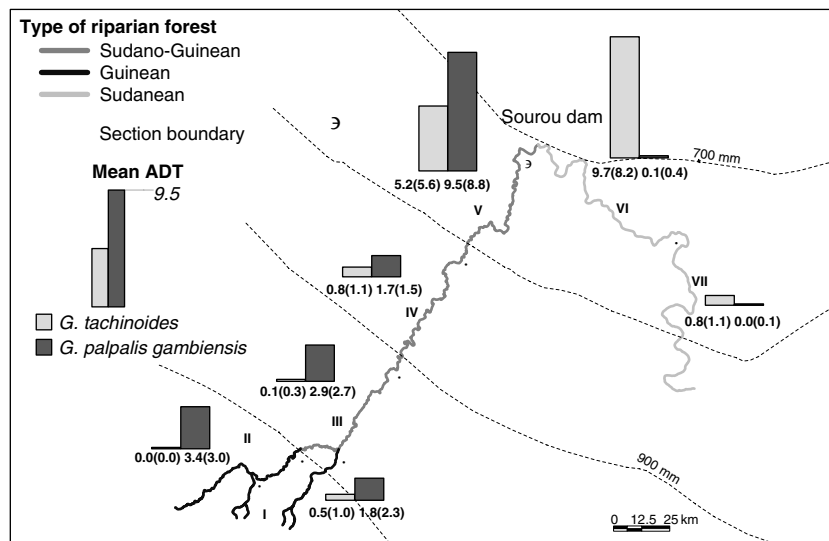 Type of riparian forest
Sudano-Guinean
Guinean
Sudanean
Section boundary
Mean ADT
9.5
G. tachinoides
G. palpalis gambiensis
Sourou dam
5.2(5.6) 9.5(8.8)
9.7(8.2) 0.1(0.4)
700 mm
V
VI
VII
0.8(1.1) 1.7(1.5)
0.8(1.1) 0.0(0.1)
IV
0.1(0.3) 2.9(2.7)
III
II
0.0(0.0) 3.4(3.0)
I
0.5(1.0) 1.8(2.3)
900 mm
0 12.5 25 km